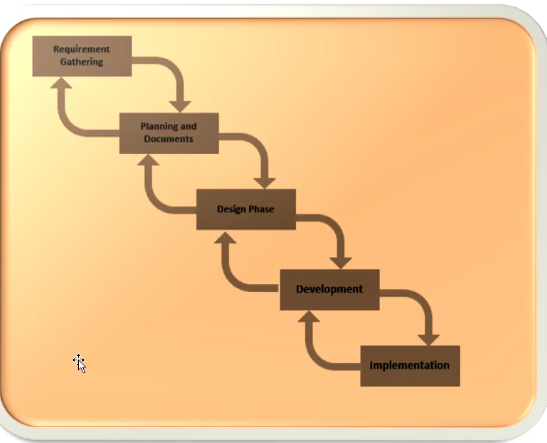 Requirement
Gathering
Planning and
Documents
Design Phase
Development
Implementation